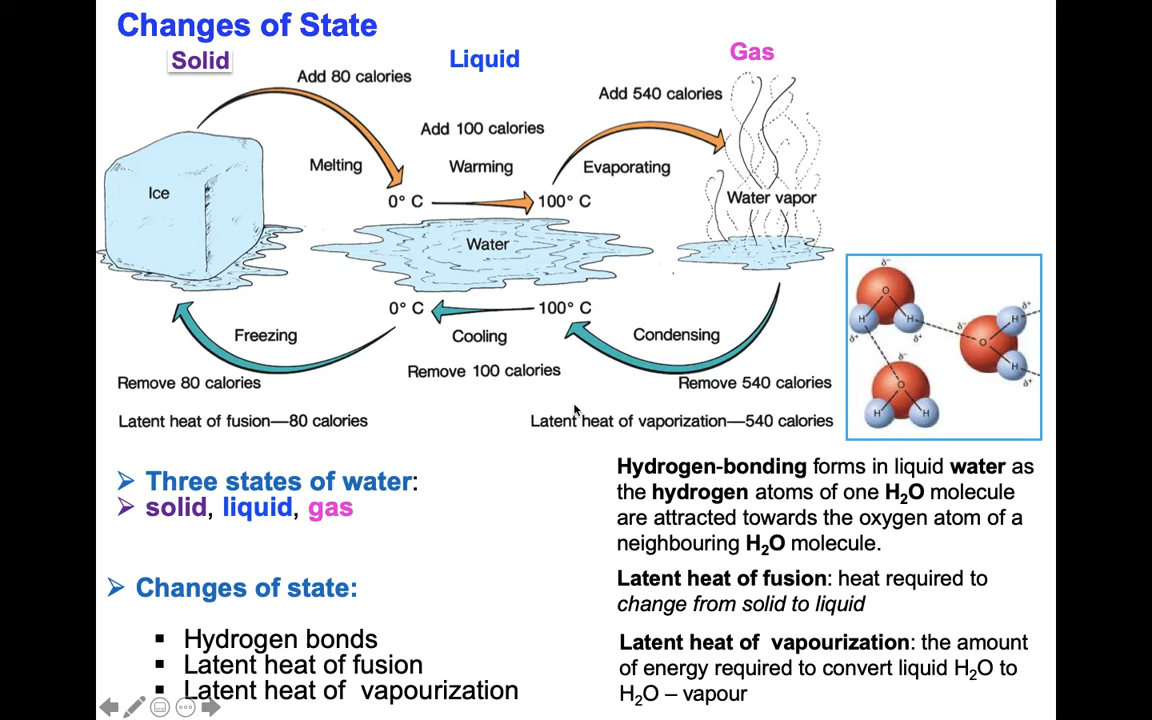 Changes of State
Solid
Liquid
Gas
Add 80 calories
Add 540 calories
Add 100 calories
Melting
Warming
Evaporating
Ice
0° C
100° C
Water vapor
Water
0° C
100° C
Freezing
Cooling
Condensing
Remove 80 calories
Remove 100 calories
Remove 540 calories
Latent heat of fusion—80 calories
Latent heat of vaporization—540 calories
δ⁻
O
H
H
δ⁺
δ⁺
δ⁻
O
H
H
δ⁺
δ⁺
δ⁻
O
H
H
➢ Three states of water:
➢ solid, liquid, gas
➢ Changes of state:
▪ Hydrogen bonds
▪ Latent heat of fusion
▪ Latent heat of vapourization
Hydrogen-bonding forms in liquid water as
the hydrogen atoms of one H₂O molecule
are attracted towards the oxygen atom of a
neighbouring H₂O molecule.
Latent heat of fusion: heat required to
change from solid to liquid
Latent heat of vapourization: the amount
of energy required to convert liquid H₂O to
H₂O – vapour